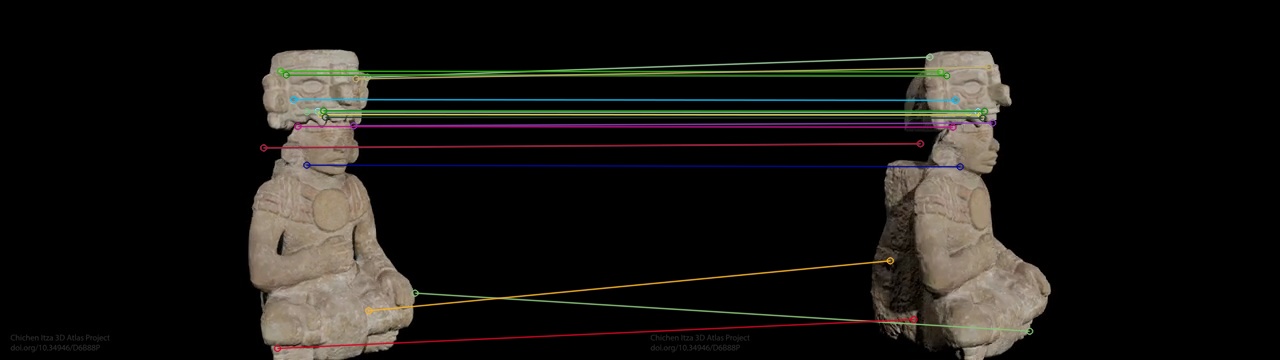 Chichen Itza 3D Atlas Project
doi.org/10.34946/D6B88P
Chichen Itza 3D Atlas Project
doi.org/10.34946/D6B88P